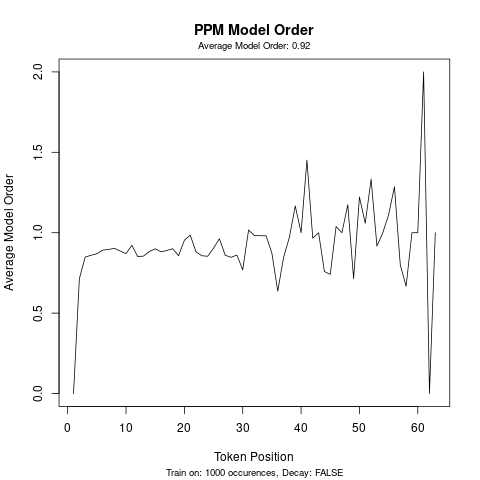 PPM Model Order
Average Model Order: 0.92
Average Model Order
2.0
1.5
1.0
0.5
0.0
0 10 20 30 40 50 60
Token Position
Train on: 1000 occurences, Decay: FALSE